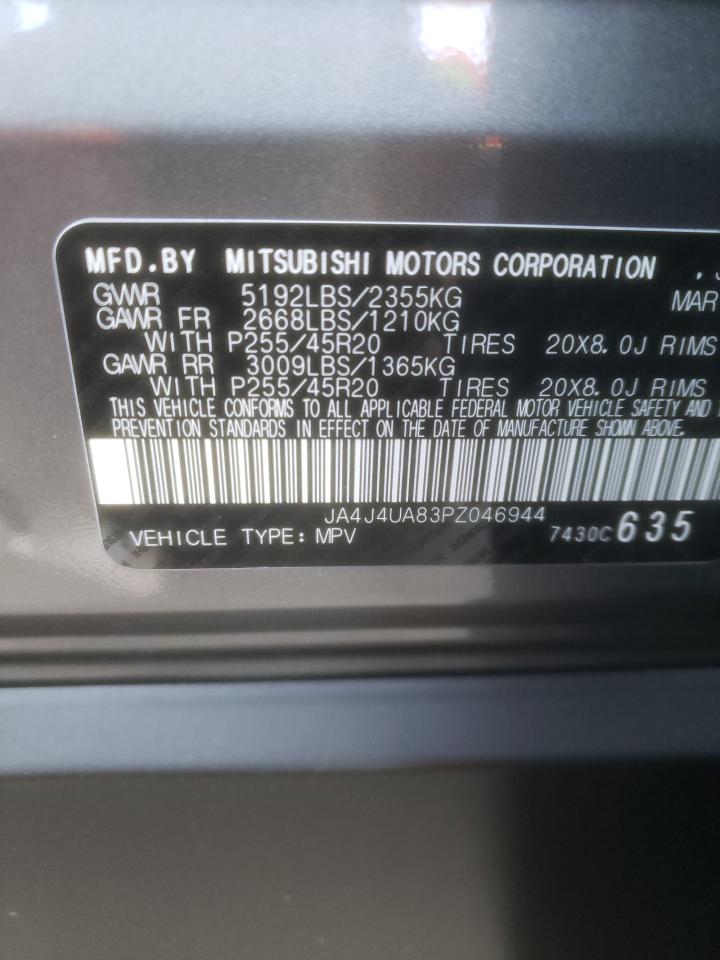 MFD.BY MITSUBISHI MOTORS CORPORATION
GVWR 5192LBS/2355KG MAR
GAWR FR 2668LBS/1210KG
WITH P255/45R20 TIRES 20X8.0J RIMS
GAWR RR 3009LBS/1365KG
WITH P255/45R20 TIRES 20X8.0J RIMS
THIS VEHICLE CONFORMS TO ALL APPLICABLE FEDERAL MOTOR VEHICLE SAFETY AND
PREVENTION STANDARDS IN EFFECT ON THE DATE OF MANUFACTURE SHOWN ABOVE.
JA4J4UA83PZ046944
VEHICLE TYPE: MPV 7430C 635